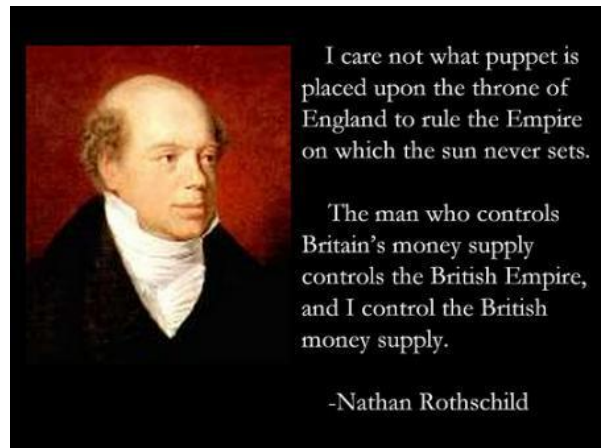 I care not what puppet is
placed upon the throne of
England to rule the Empire
on which the sun never sets.
The man who controls
Britain's money supply
controls the British Empire,
and I control the British
money supply.
-Nathan Rothschild